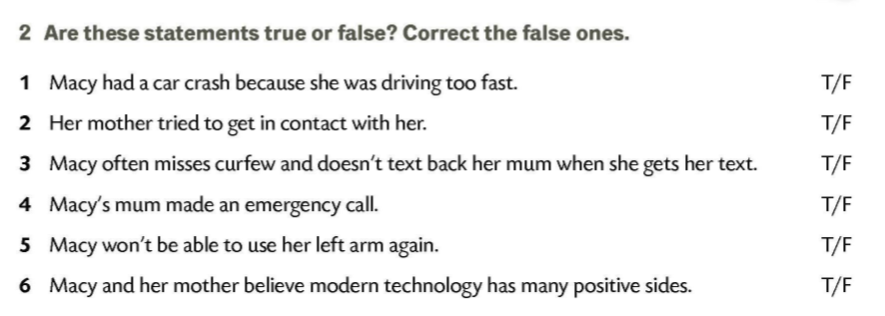 2 Are these statements true or false? Correct the false ones.
1 Macy had a car crash because she was driving too fast. T/F
2 Her mother tried to get in contact with her. T/F
3 Macy often misses curfew and doesn't text back her mum when she gets her text. T/F
4 Macy's mum made an emergency call. T/F
5 Macy won't be able to use her left arm again. T/F
6 Macy and her mother believe modern technology has many positive sides. T/F